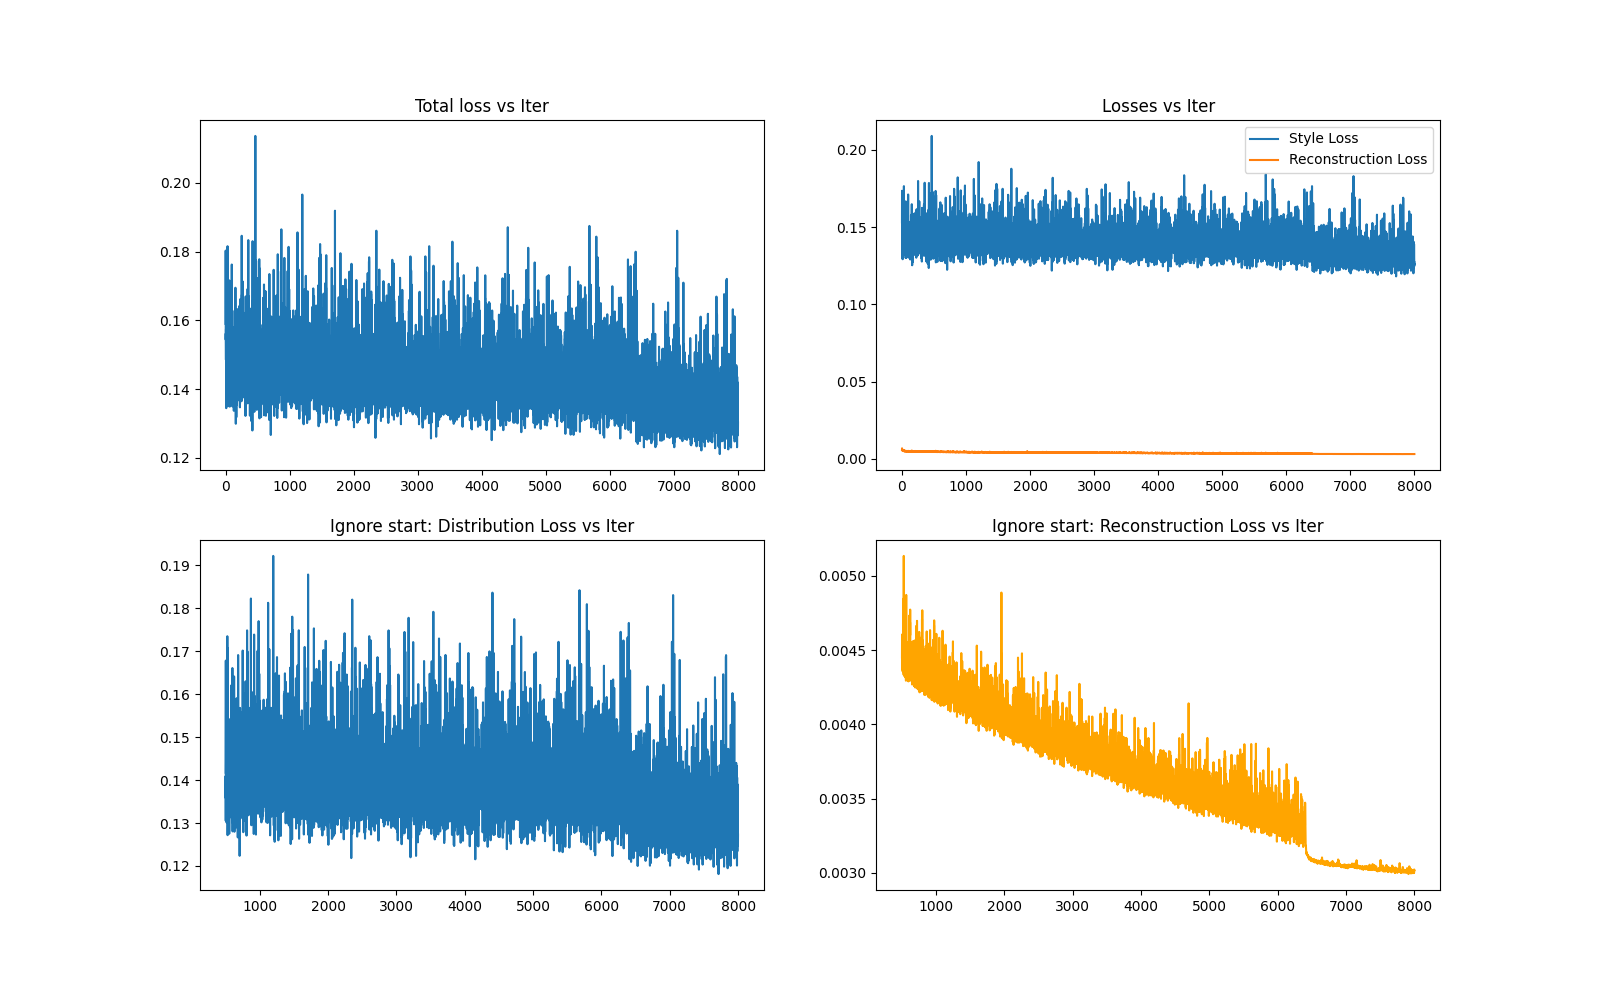 Total loss vs Iter
0.20
0.18
0.16
0.14
0.12
0 1000 2000 3000 4000 5000 6000 7000 8000
Losses vs Iter
Style Loss
Reconstruction Loss
0.20
0.15
0.10
0.05
0.00
0 1000 2000 3000 4000 5000 6000 7000 8000
Ignore start: Distribution Loss vs Iter
0.19
0.18
0.17
0.16
0.15
0.14
0.13
0.12
1000 2000 3000 4000 5000 6000 7000 8000
Ignore start: Reconstruction Loss vs Iter
0.0050
0.0045
0.0040
0.0035
0.0030
1000 2000 3000 4000 5000 6000 7000 8000